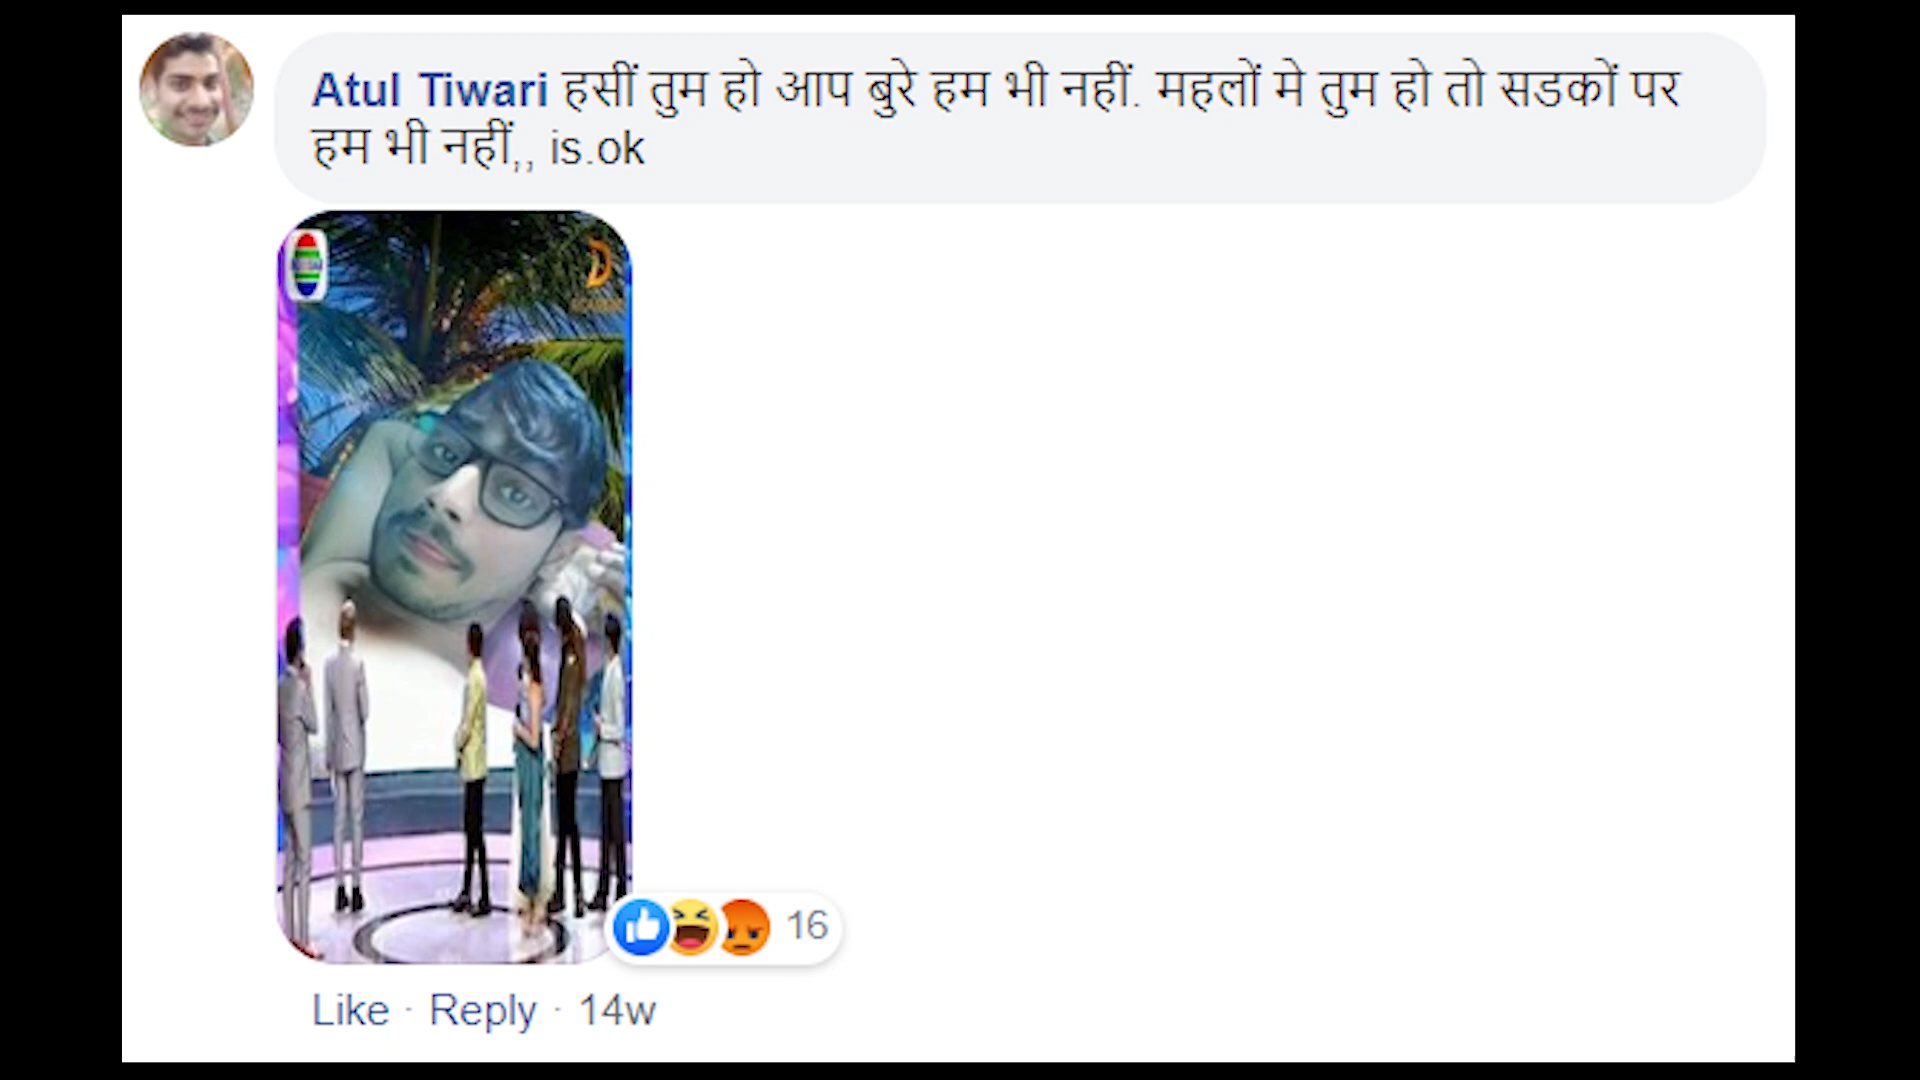 Atul Tiwari हसीं तुम हो आप बुरे हम भी नहीं. महलों मे तुम हो तो सडकों पर
हम भी नहीं,, is.ok
16
Like · Reply · 14w